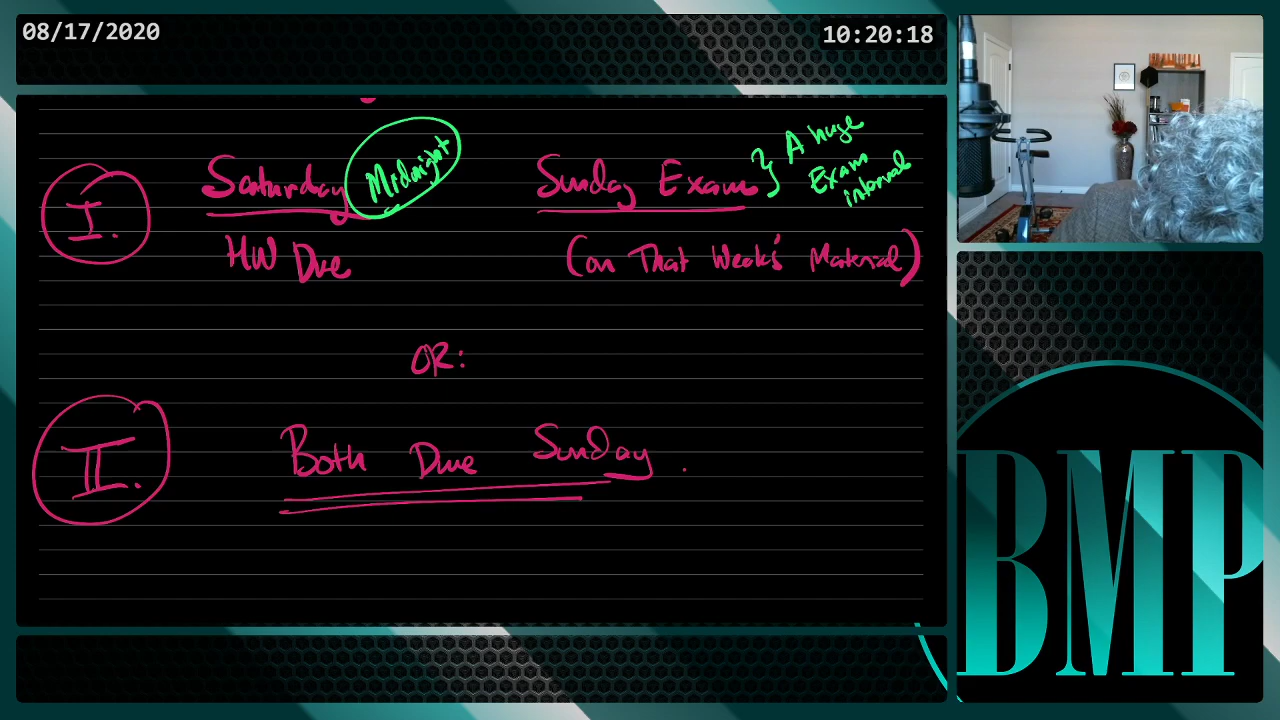 08/17/2020
10:20:18
I. Saturday Midnight Sunday Exam } A huge
Exam
interval
HW Due (on That Week's Material)
OR:
II. Both Due Sunday.
BMP